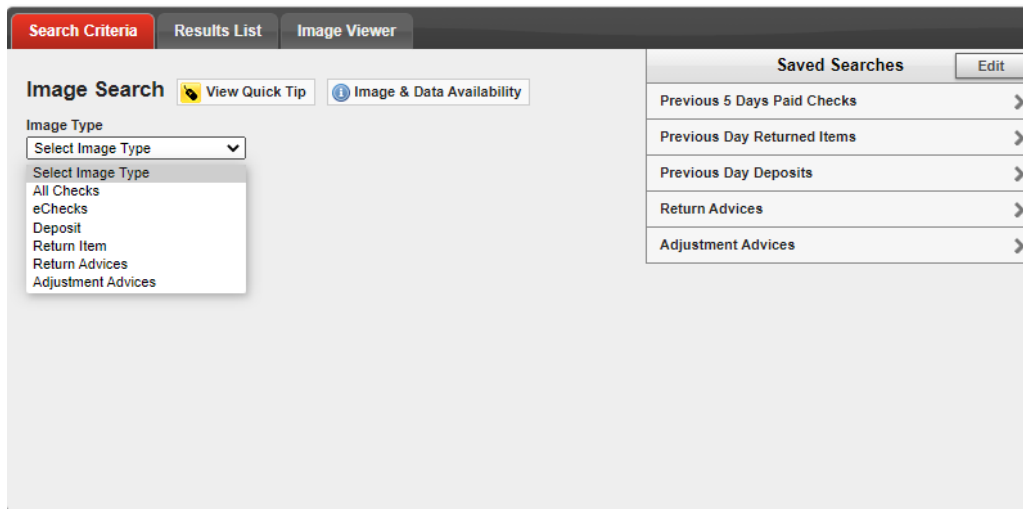 Search Criteria Results List Image Viewer
Image Search View Quick Tip Image & Data Availability
Image Type
Select Image Type
Select Image Type
All Checks
eChecks
Deposit
Return Item
Return Advices
Adjustment Advices
Saved Searches Edit
Previous 5 Days Paid Checks
Previous Day Returned Items
Previous Day Deposits
Return Advices
Adjustment Advices